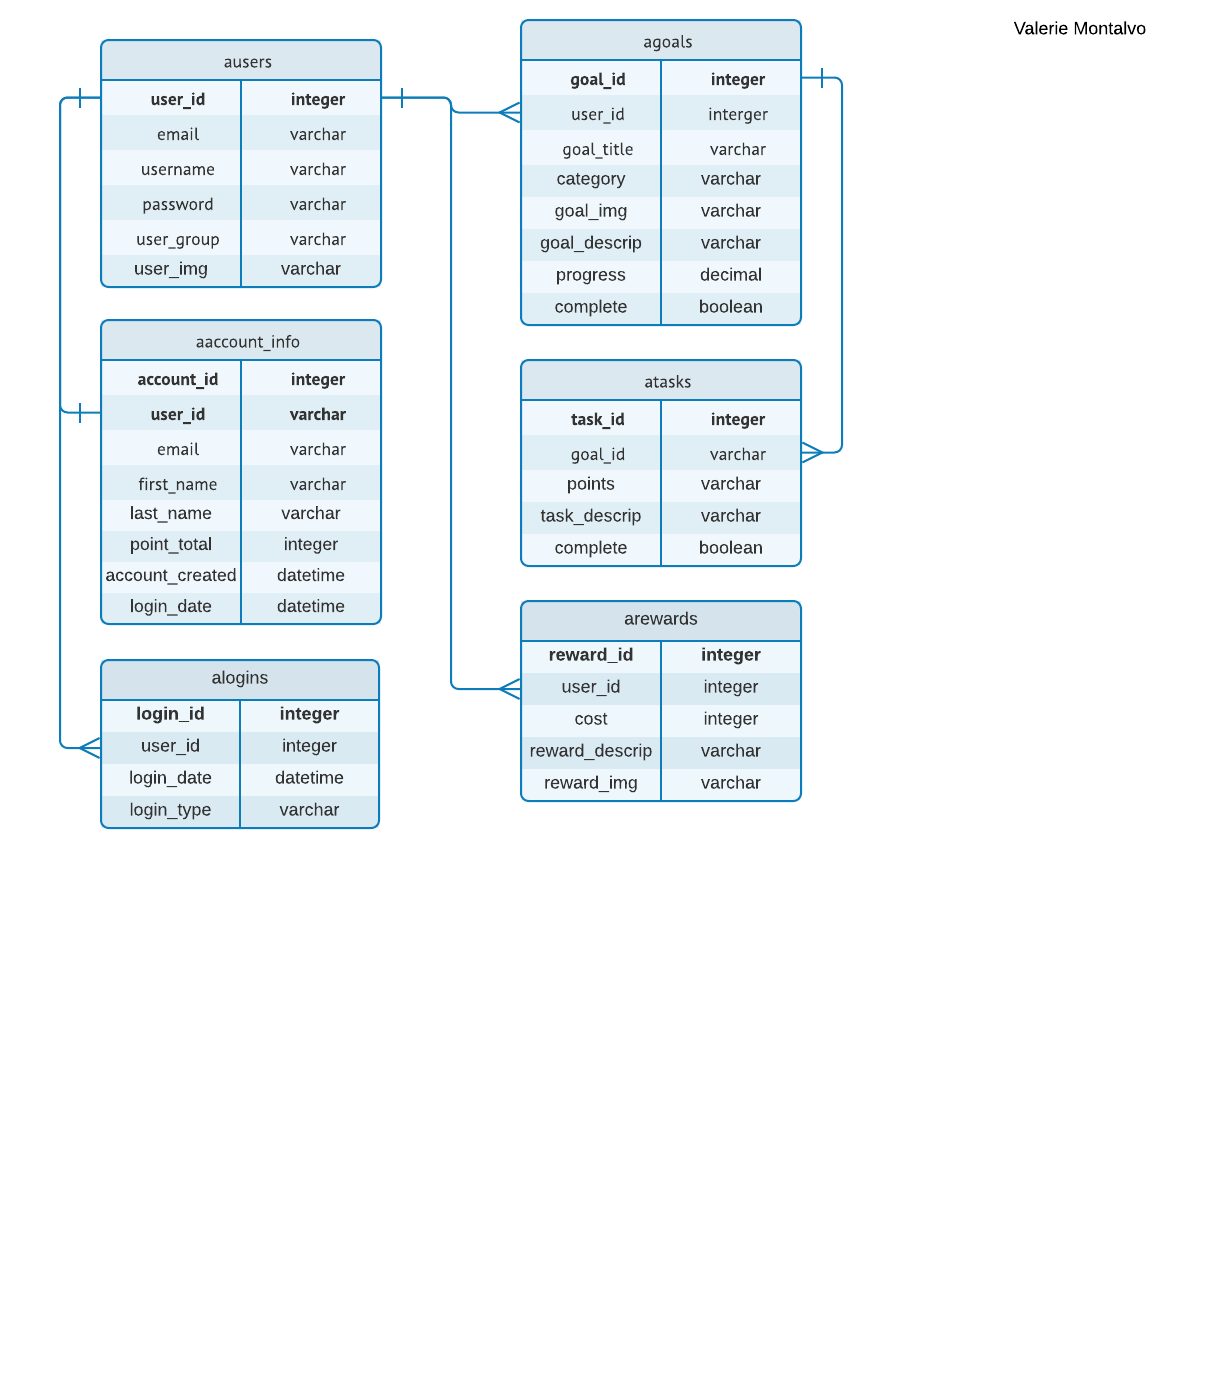 Valerie Montalvo
ausers
user_id integer
email varchar
username varchar
password varchar
user_group varchar
user_img varchar
aaccount_info
account_id integer
user_id varchar
email varchar
first_name varchar
last_name varchar
point_total integer
account_created datetime
login_date datetime
alogins
login_id integer
user_id integer
login_date datetime
login_type varchar
agoals
goal_id integer
user_id interger
goal_title varchar
category varchar
goal_img varchar
goal_descrip varchar
progress decimal
complete boolean
atasks
task_id integer
goal_id varchar
points varchar
task_descrip varchar
complete boolean
arewards
reward_id integer
user_id integer
cost integer
reward_descrip varchar
reward_img varchar